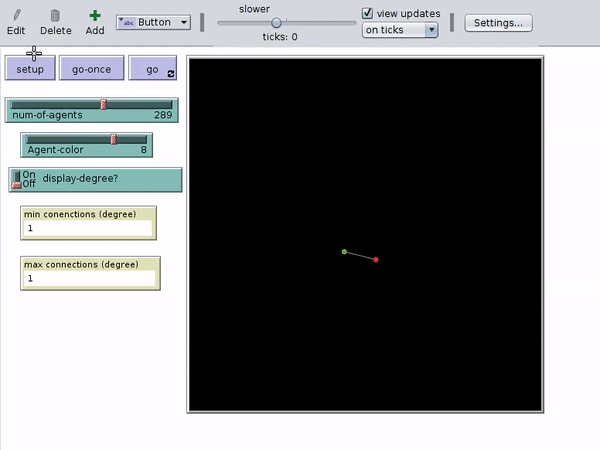 slower
Edit Delete Add Button view updates on ticks Settings...
ticks: 0
setup go-once go
num-of-agents 289
Agent-color 8
On
Off display-degree?
min conenctions (degree)
1
max connections (degree)
1